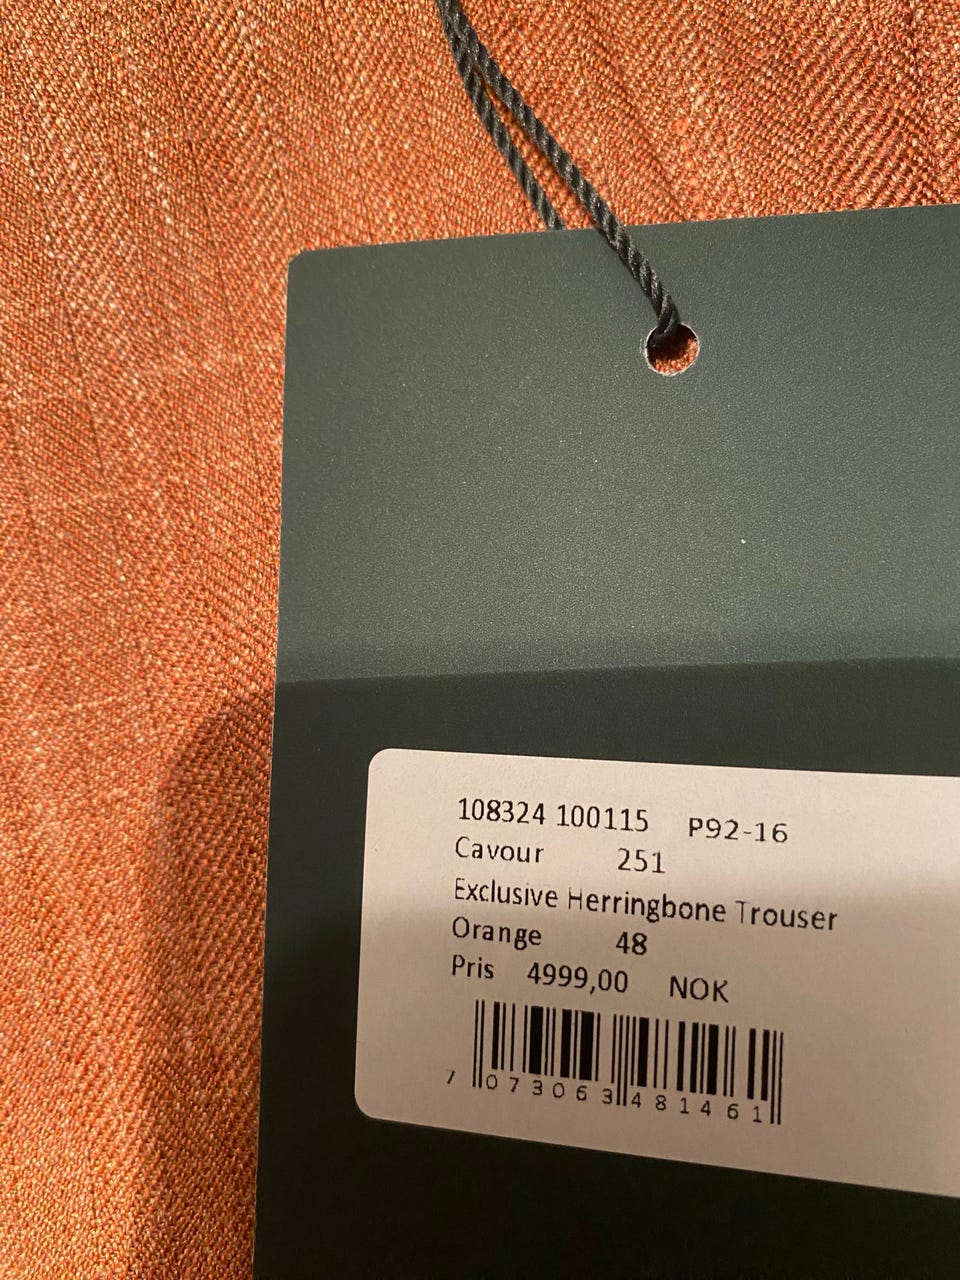 108324 100115 P92-16
Cavour 251
Exclusive Herringbone Trouser
Orange 48
Pris 4999,00 NOK
7 073063 481461